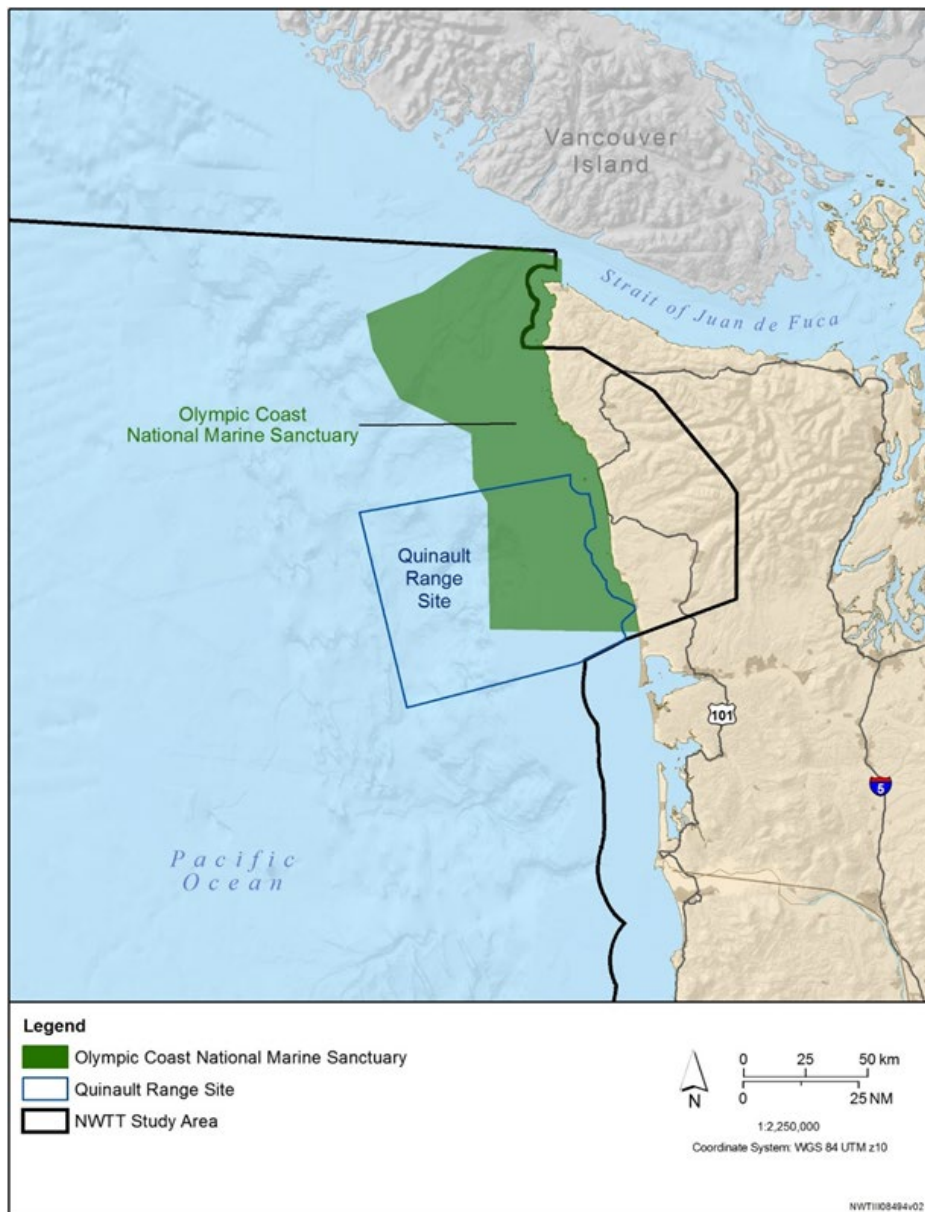 Vancouver
Island
Strait of Juan de Fuca
Olympic Coast
National Marine Sanctuary
Quinault
Range
Site
101
5
Pacific
Ocean
Legend
Olympic Coast National Marine Sanctuary
Quinault Range Site
NWTT Study Area
N
0 25 50 km
0 25 NM
1:2,250,000
Coordinate System: WGS 84 UTM z10
NWTIII08494v02